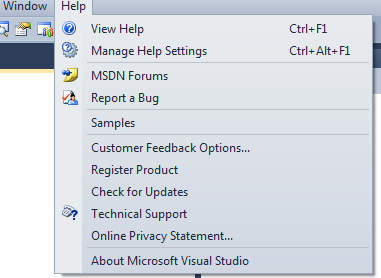 Window Help
View Help Ctrl+F1
Manage Help Settings Ctrl+Alt+F1
MSDN Forums
Report a Bug
Samples
Customer Feedback Options...
Register Product
Check for Updates
Technical Support
Online Privacy Statement...
About Microsoft Visual Studio